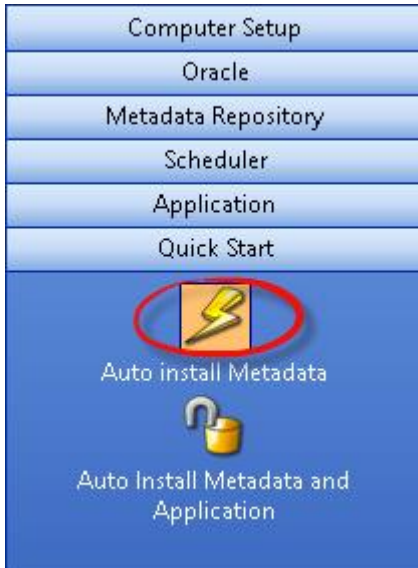 Computer Setup
Oracle
Metadata Repository
Scheduler
Application
Quick Start
Auto install Metadata
Auto Install Metadata and
Application